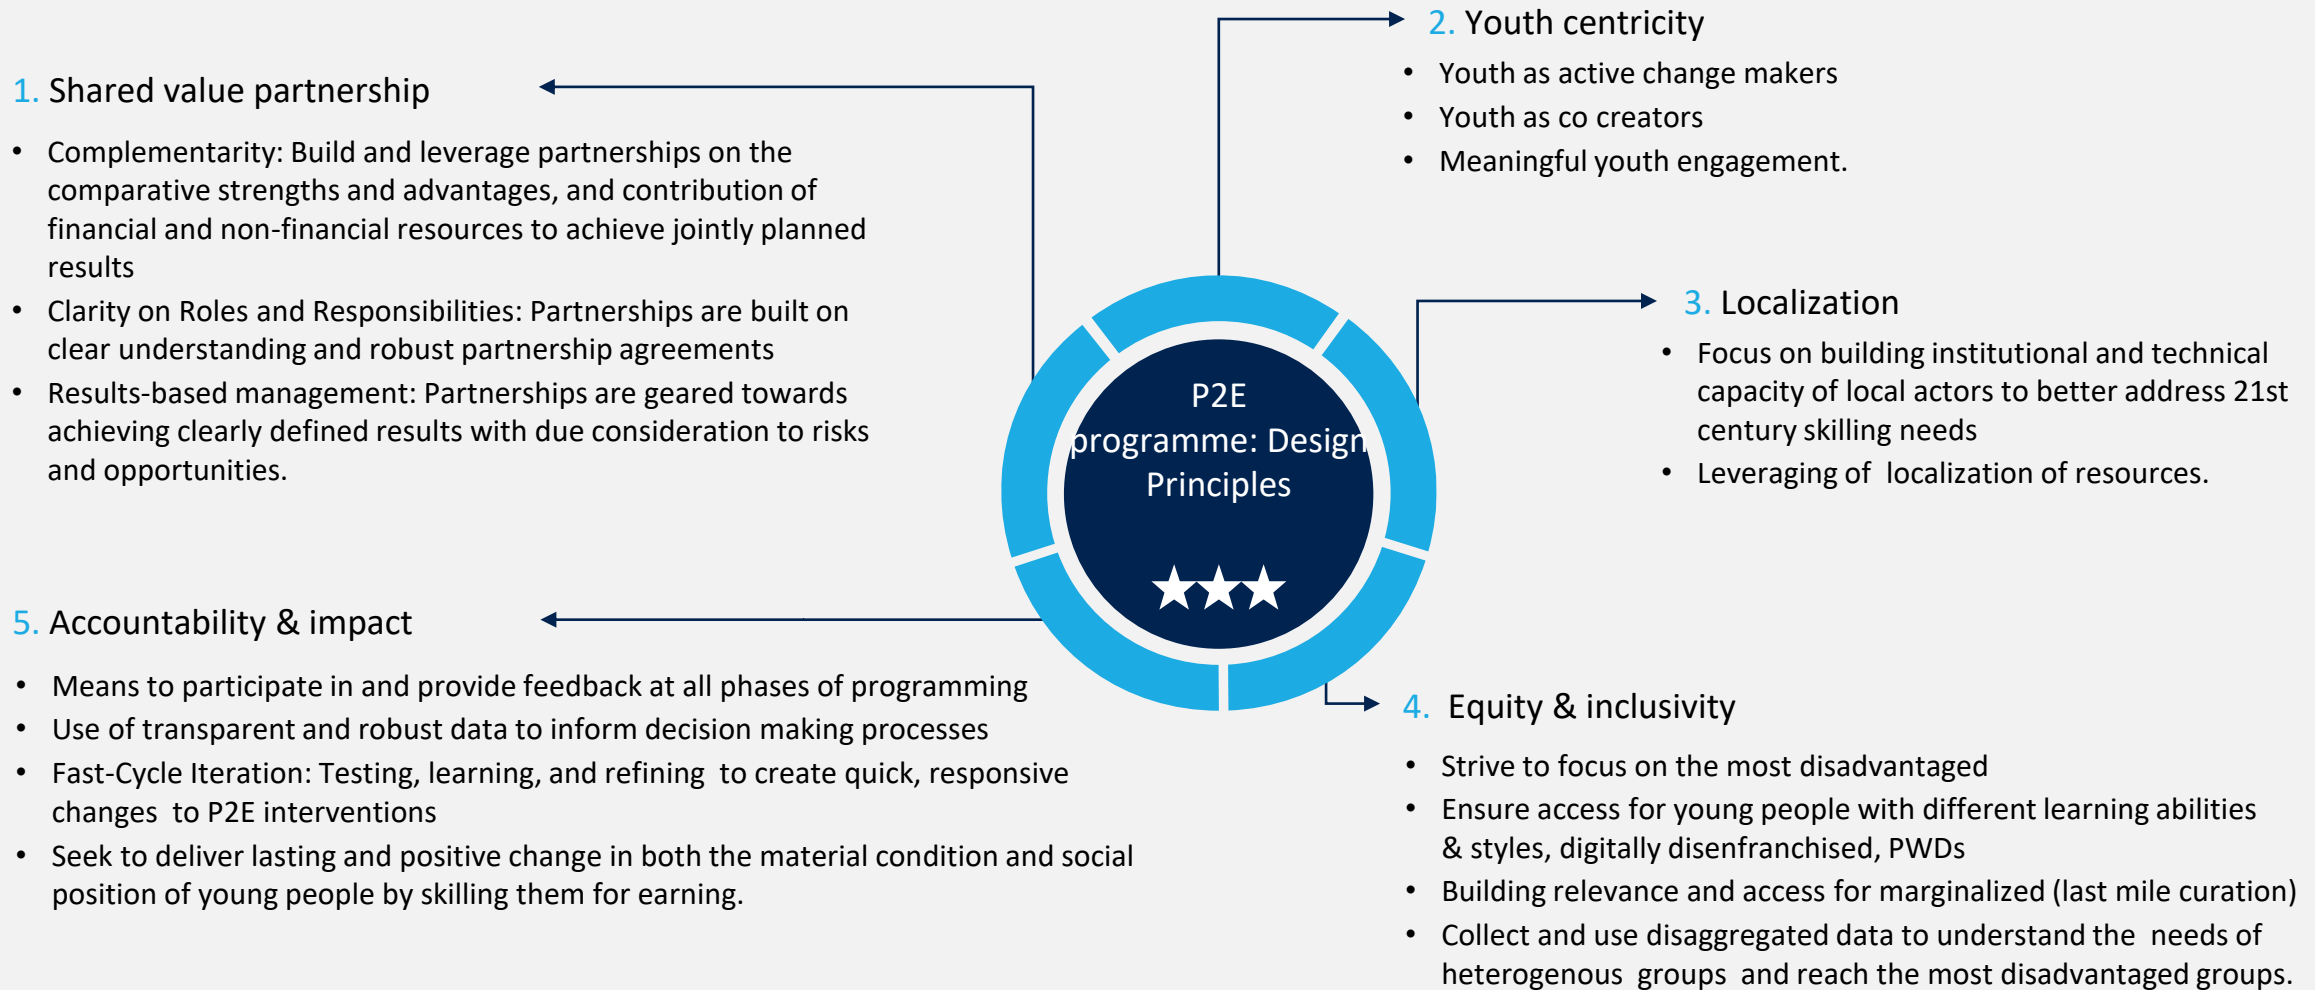 1. Shared value partnership
• Complementarity: Build and leverage partnerships on the
comparative strengths and advantages, and contribution of
financial and non-financial resources to achieve jointly planned
results
• Clarity on Roles and Responsibilities: Partnerships are built on
clear understanding and robust partnership agreements
• Results-based management: Partnerships are geared towards
achieving clearly defined results with due consideration to risks
and opportunities.
2. Youth centricity
• Youth as active change makers
• Youth as co creators
• Meaningful youth engagement.
3. Localization
• Focus on building institutional and technical
capacity of local actors to better address 21st
century skilling needs
• Leveraging of localization of resources.
P2E
programme: Design
Principles
4. Equity & inclusivity
• Strive to focus on the most disadvantaged
• Ensure access for young people with different learning abilities
& styles, digitally disenfranchised, PWDs
• Building relevance and access for marginalized (last mile curation)
• Collect and use disaggregated data to understand the needs of
heterogenous groups and reach the most disadvantaged groups.
5. Accountability & impact
• Means to participate in and provide feedback at all phases of programming
• Use of transparent and robust data to inform decision making processes
• Fast-Cycle Iteration: Testing, learning, and refining to create quick, responsive
changes to P2E interventions
• Seek to deliver lasting and positive change in both the material condition and social
position of young people by skilling them for earning.